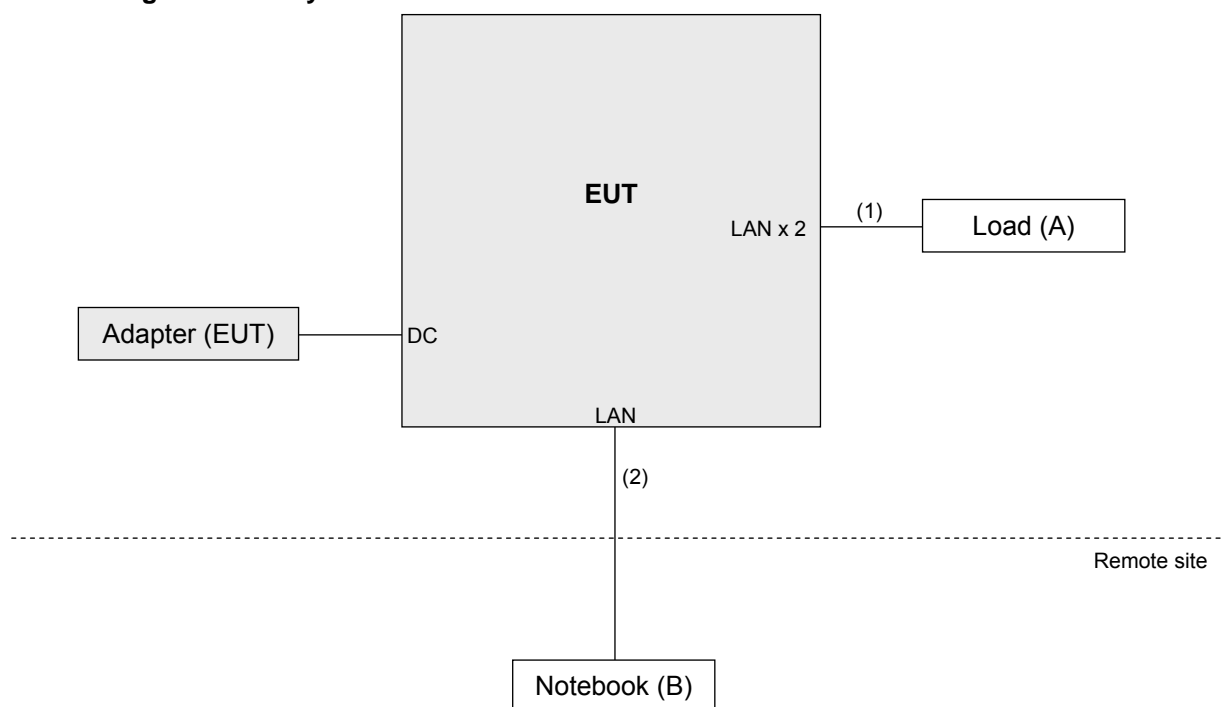 EUT
LAN x 2
(1)
Load (A)
Adapter (EUT)
DC
LAN
(2)
Remote site
Notebook (B)